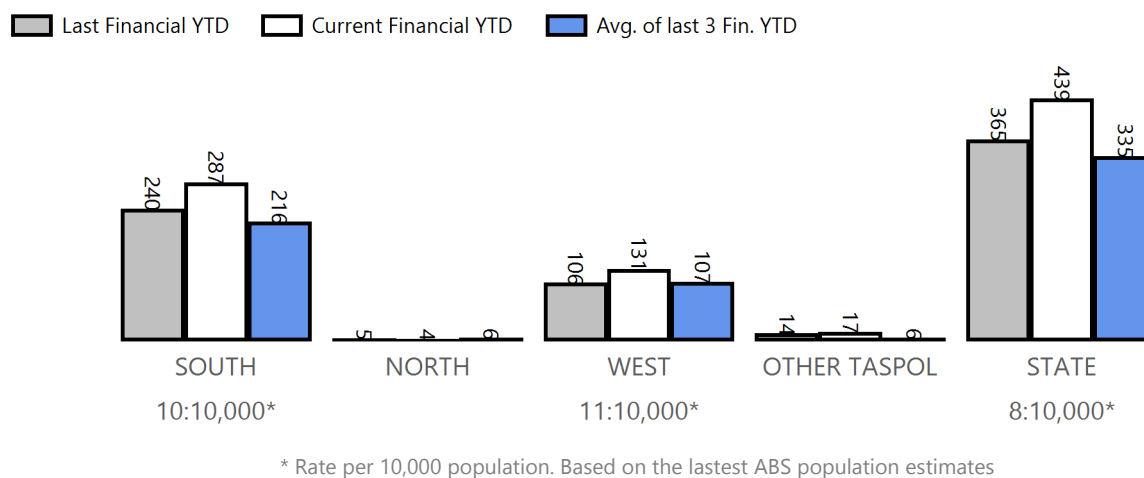 Last Financial YTD Current Financial YTD Avg. of last 3 Fin. YTD
240 287 216 5 4 6 106 131 107 14 17 6 365 439 335
SOUTH NORTH WEST OTHER TASPOL STATE
10:10,000* 11:10,000* 8:10,000*
* Rate per 10,000 population. Based on the lastest ABS population estimates